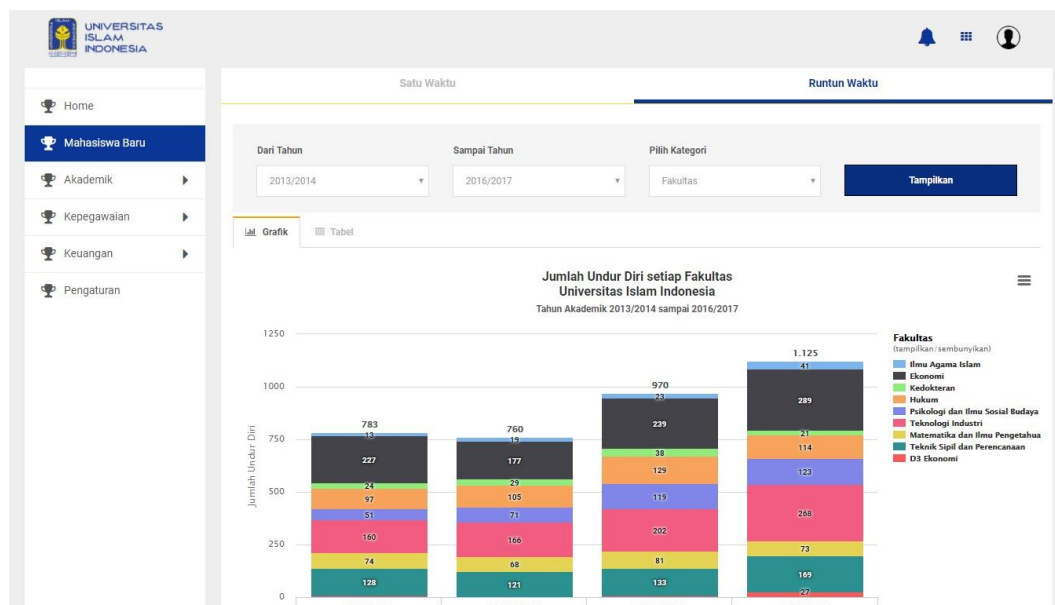 UNIVERSITAS
ISLAM
INDONESIA
Home
Mahasiswa Baru
Akademik
Kepegawaian
Keuangan
Pengaturan
Satu Waktu
Runtun Waktu
Dari Tahun
Sampai Tahun
Pilih Kategori
2013/2014
2016/2017
Fakultas
Tampilkan
Grafik
Tabel
Jumlah Undur Diri setiap Fakultas
Universitas Islam Indonesia
Tahun Akademik 2013/2014 sampai 2016/2017
Jumlah Undur Diri
1250
1000
750
500
250
0
783
13
227
24
97
51
160
74
128
760
19
177
29
105
71
166
68
121
970
23
239
38
129
119
202
81
133
1.125
41
289
21
114
123
268
73
169
27
Fakultas
(tampilkan/sembunyikan)
Ilmu Agama Islam
Ekonomi
Kedokteran
Hukum
Psikologi dan Ilmu Sosial Budaya
Teknologi Industri
Matematika dan Ilmu Pengetahua
Teknik Sipil dan Perencanaan
D3 Ekonomi